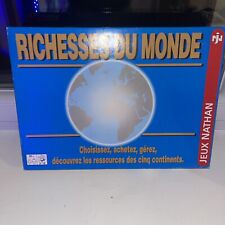 RICHESSES DU MONDE
Choisissez, achetez, gérez,
découvrez les ressources des cinq continents.
JEUX NATHAN